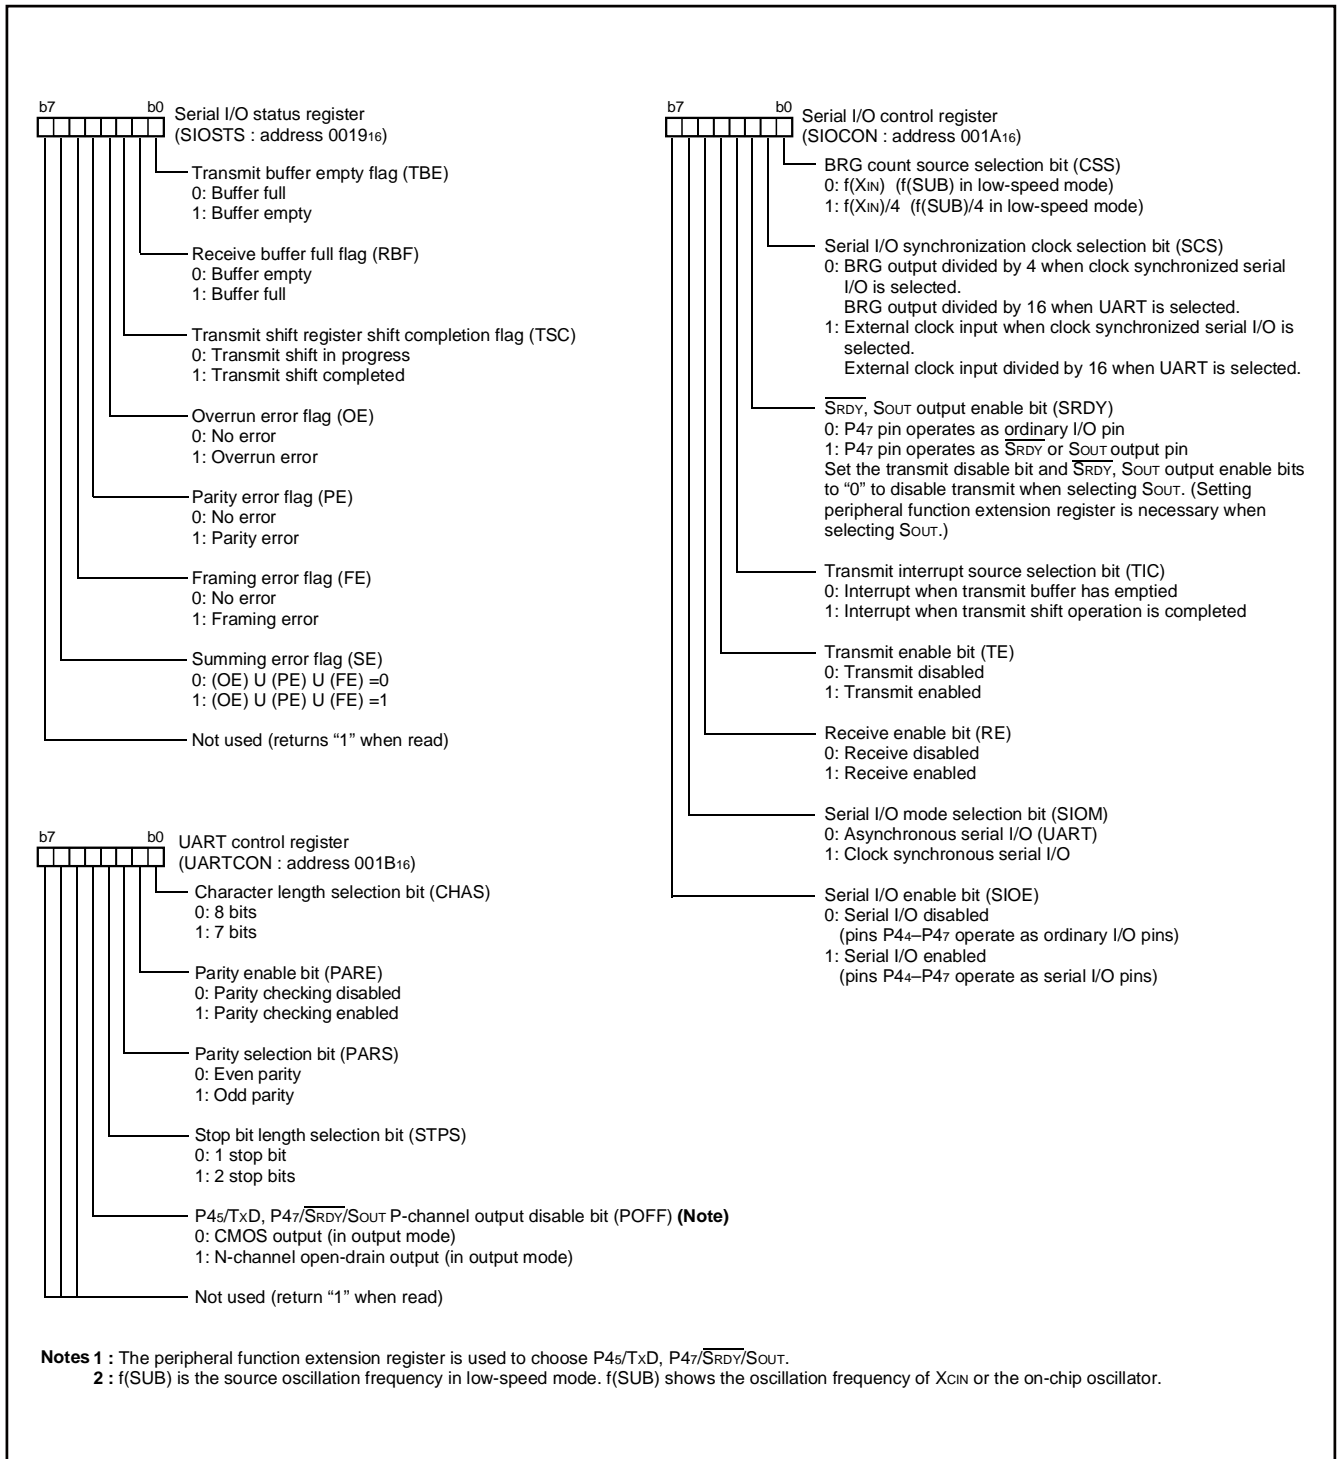 b7 b0 Serial I/O status register
(SIOSTS : address 0019₁₆)
Transmit buffer empty flag (TBE)
0: Buffer full
1: Buffer empty
Receive buffer full flag (RBF)
0: Buffer empty
1: Buffer full
Transmit shift register shift completion flag (TSC)
0: Transmit shift in progress
1: Transmit shift completed
Overrun error flag (OE)
0: No error
1: Overrun error
Parity error flag (PE)
0: No error
1: Parity error
Framing error flag (FE)
0: No error
1: Framing error
Summing error flag (SE)
0: (OE) U (PE) U (FE) =0
1: (OE) U (PE) U (FE) =1
Not used (returns “1” when read)
b7 b0 UART control register
(UARTCON : address 001B₁₆)
Character length selection bit (CHAS)
0: 8 bits
1: 7 bits
Parity enable bit (PARE)
0: Parity checking disabled
1: Parity checking enabled
Parity selection bit (PARS)
0: Even parity
1: Odd parity
Stop bit length selection bit (STPS)
0: 1 stop bit
1: 2 stop bits
P4₅/TxD, P4₇/S̅R̅D̅Y̅/SOUT P-channel output disable bit (POFF) (Note)
0: CMOS output (in output mode)
1: N-channel open-drain output (in output mode)
Not used (return “1” when read)
b7 b0 Serial I/O control register
(SIOCON : address 001A₁₆)
BRG count source selection bit (CSS)
0: f(XIN) (f(SUB) in low-speed mode)
1: f(XIN)/4 (f(SUB)/4 in low-speed mode)
Serial I/O synchronization clock selection bit (SCS)
0: BRG output divided by 4 when clock synchronized serial
I/O is selected.
BRG output divided by 16 when UART is selected.
1: External clock input when clock synchronized serial I/O is
selected.
External clock input divided by 16 when UART is selected.
S̅R̅D̅Y̅, SOUT output enable bit (SRDY)
0: P4₇ pin operates as ordinary I/O pin
1: P4₇ pin operates as S̅R̅D̅Y̅ or SOUT output pin
Set the transmit disable bit and S̅R̅D̅Y̅, SOUT output enable bits
to “0” to disable transmit when selecting SOUT. (Setting
peripheral function extension register is necessary when
selecting SOUT.)
Transmit interrupt source selection bit (TIC)
0: Interrupt when transmit buffer has emptied
1: Interrupt when transmit shift operation is completed
Transmit enable bit (TE)
0: Transmit disabled
1: Transmit enabled
Receive enable bit (RE)
0: Receive disabled
1: Receive enabled
Serial I/O mode selection bit (SIOM)
0: Asynchronous serial I/O (UART)
1: Clock synchronous serial I/O
Serial I/O enable bit (SIOE)
0: Serial I/O disabled
(pins P4₄–P4₇ operate as ordinary I/O pins)
1: Serial I/O enabled
(pins P4₄–P4₇ operate as serial I/O pins)
Notes 1 : The peripheral function extension register is used to choose P4₅/TxD, P4₇/S̅R̅D̅Y̅/SOUT.
2 : f(SUB) is the source oscillation frequency in low-speed mode. f(SUB) shows the oscillation frequency of XCIN or the on-chip oscillator.